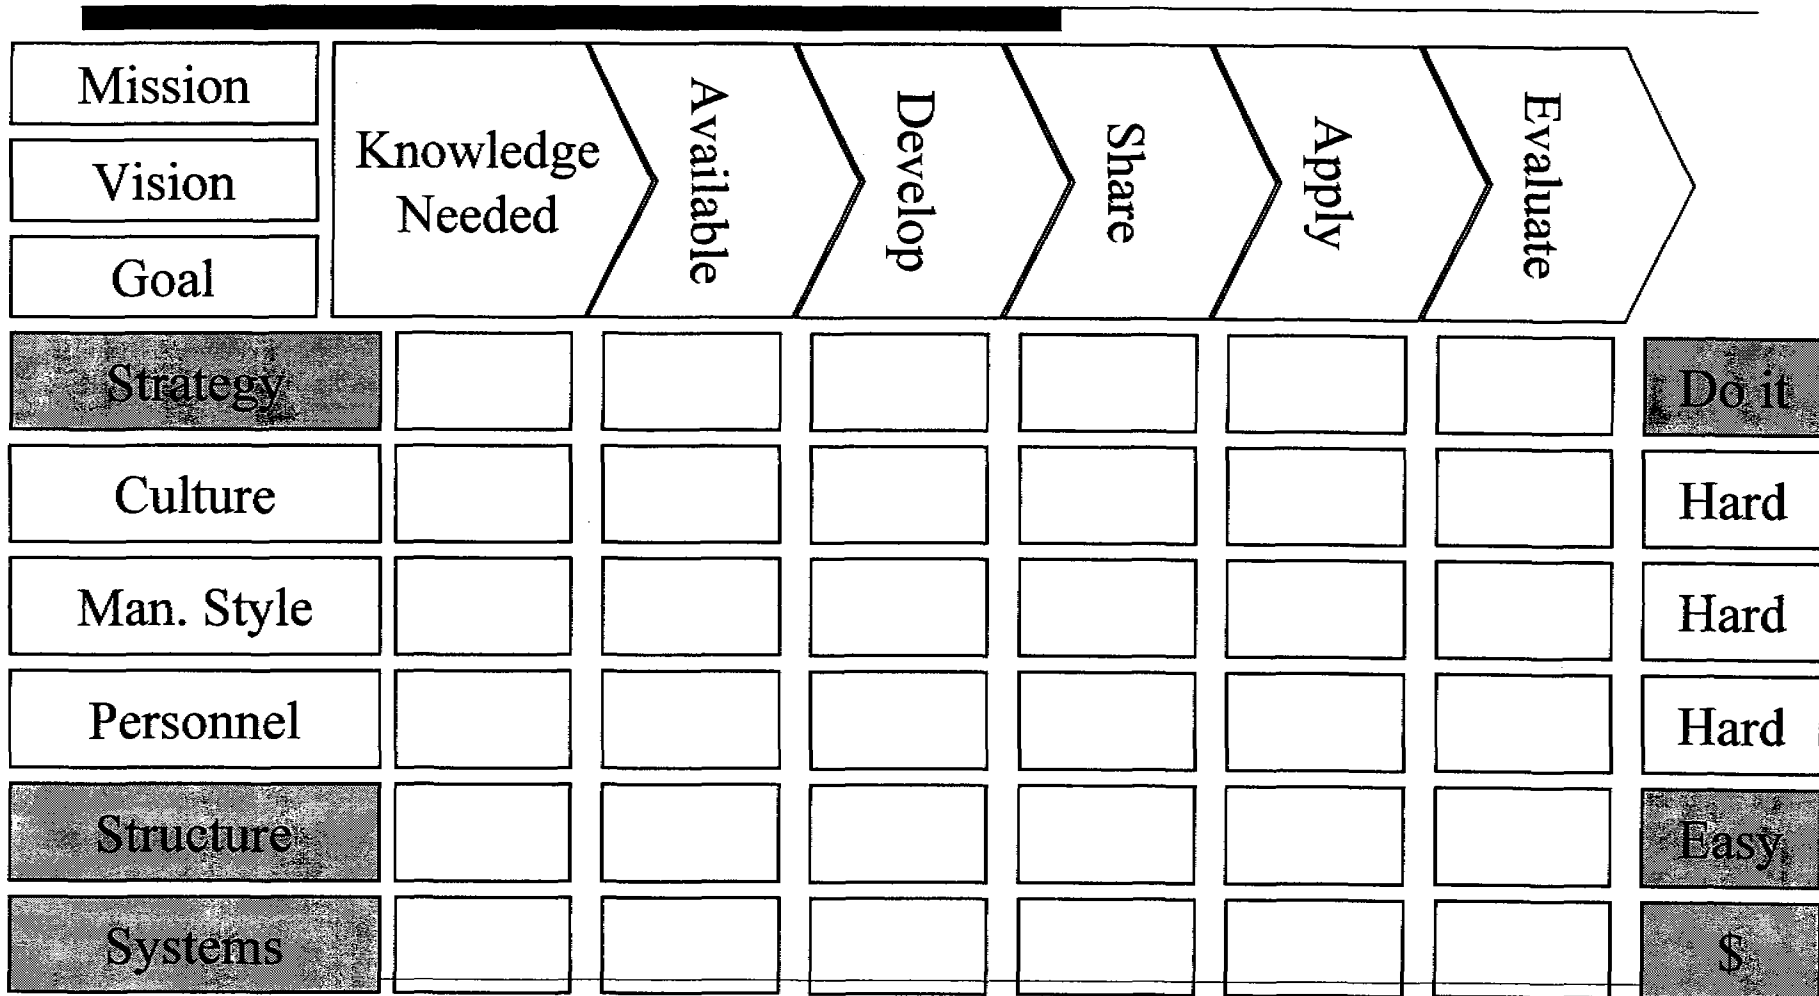 Mission
Vision
Goal
Knowledge
Needed
Available
Develop
Share
Apply
Evaluate
Strategy
Do it
Culture
Hard
Man. Style
Hard
Personnel
Hard
Structure
Easy
Systems
$